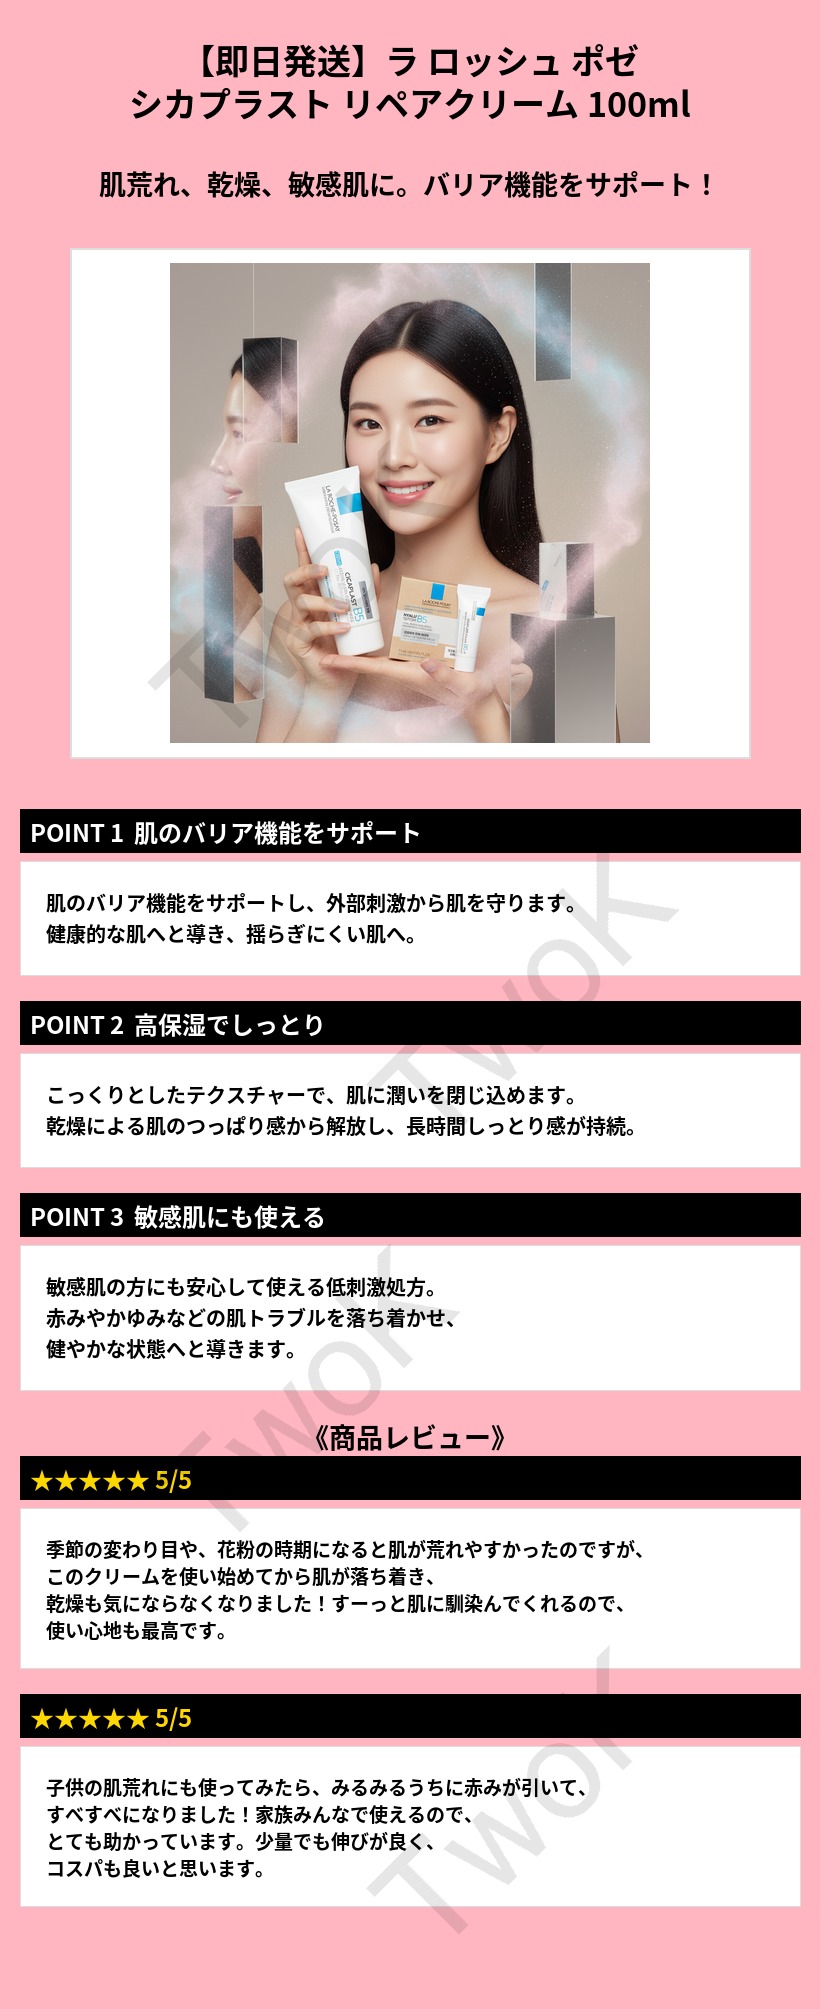 【即日発送】ラ ロッシュ ポゼ
シカプラスト リペアクリーム 100ml
肌荒れ、乾燥、敏感肌に。バリア機能をサポート！
LA ROCHE-POSAY
CICAPLAST B5
LA ROCHE-POSAY
HYALU B5
TwoK
POINT 1 肌のバリア機能をサポート
肌のバリア機能をサポートし、外部刺激から肌を守ります。
健康的な肌へと導き、揺らぎにくい肌へ。
TwoK
POINT 2 高保湿でしっとり
こっくりとしたテクスチャーで、肌に潤いを閉じ込めます。
乾燥による肌のつっぱり感から解放し、長時間しっとり感が持続。
POINT 3 敏感肌にも使える
敏感肌の方にも安心して使える低刺激処方。
赤みやかゆみなどの肌トラブルを落ち着かせ、
健やかな状態へと導きます。
TwoK
《商品レビュー》
★★★★★ 5/5
季節の変わり目や、花粉の時期になると肌が荒れやすかったのですが、
このクリームを使い始めてから肌が落ち着き、
乾燥も気にならなくなりました！すーっと肌に馴染んでくれるので、
使い心地も最高です。
★★★★★ 5/5
子供の肌荒れにも使ってみたら、みるみるうちに赤みが引いて、
すべすべになりました！家族みんなで使えるので、
とても助かっています。少量でも伸びが良く、
コスパも良いと思います。
TwoK